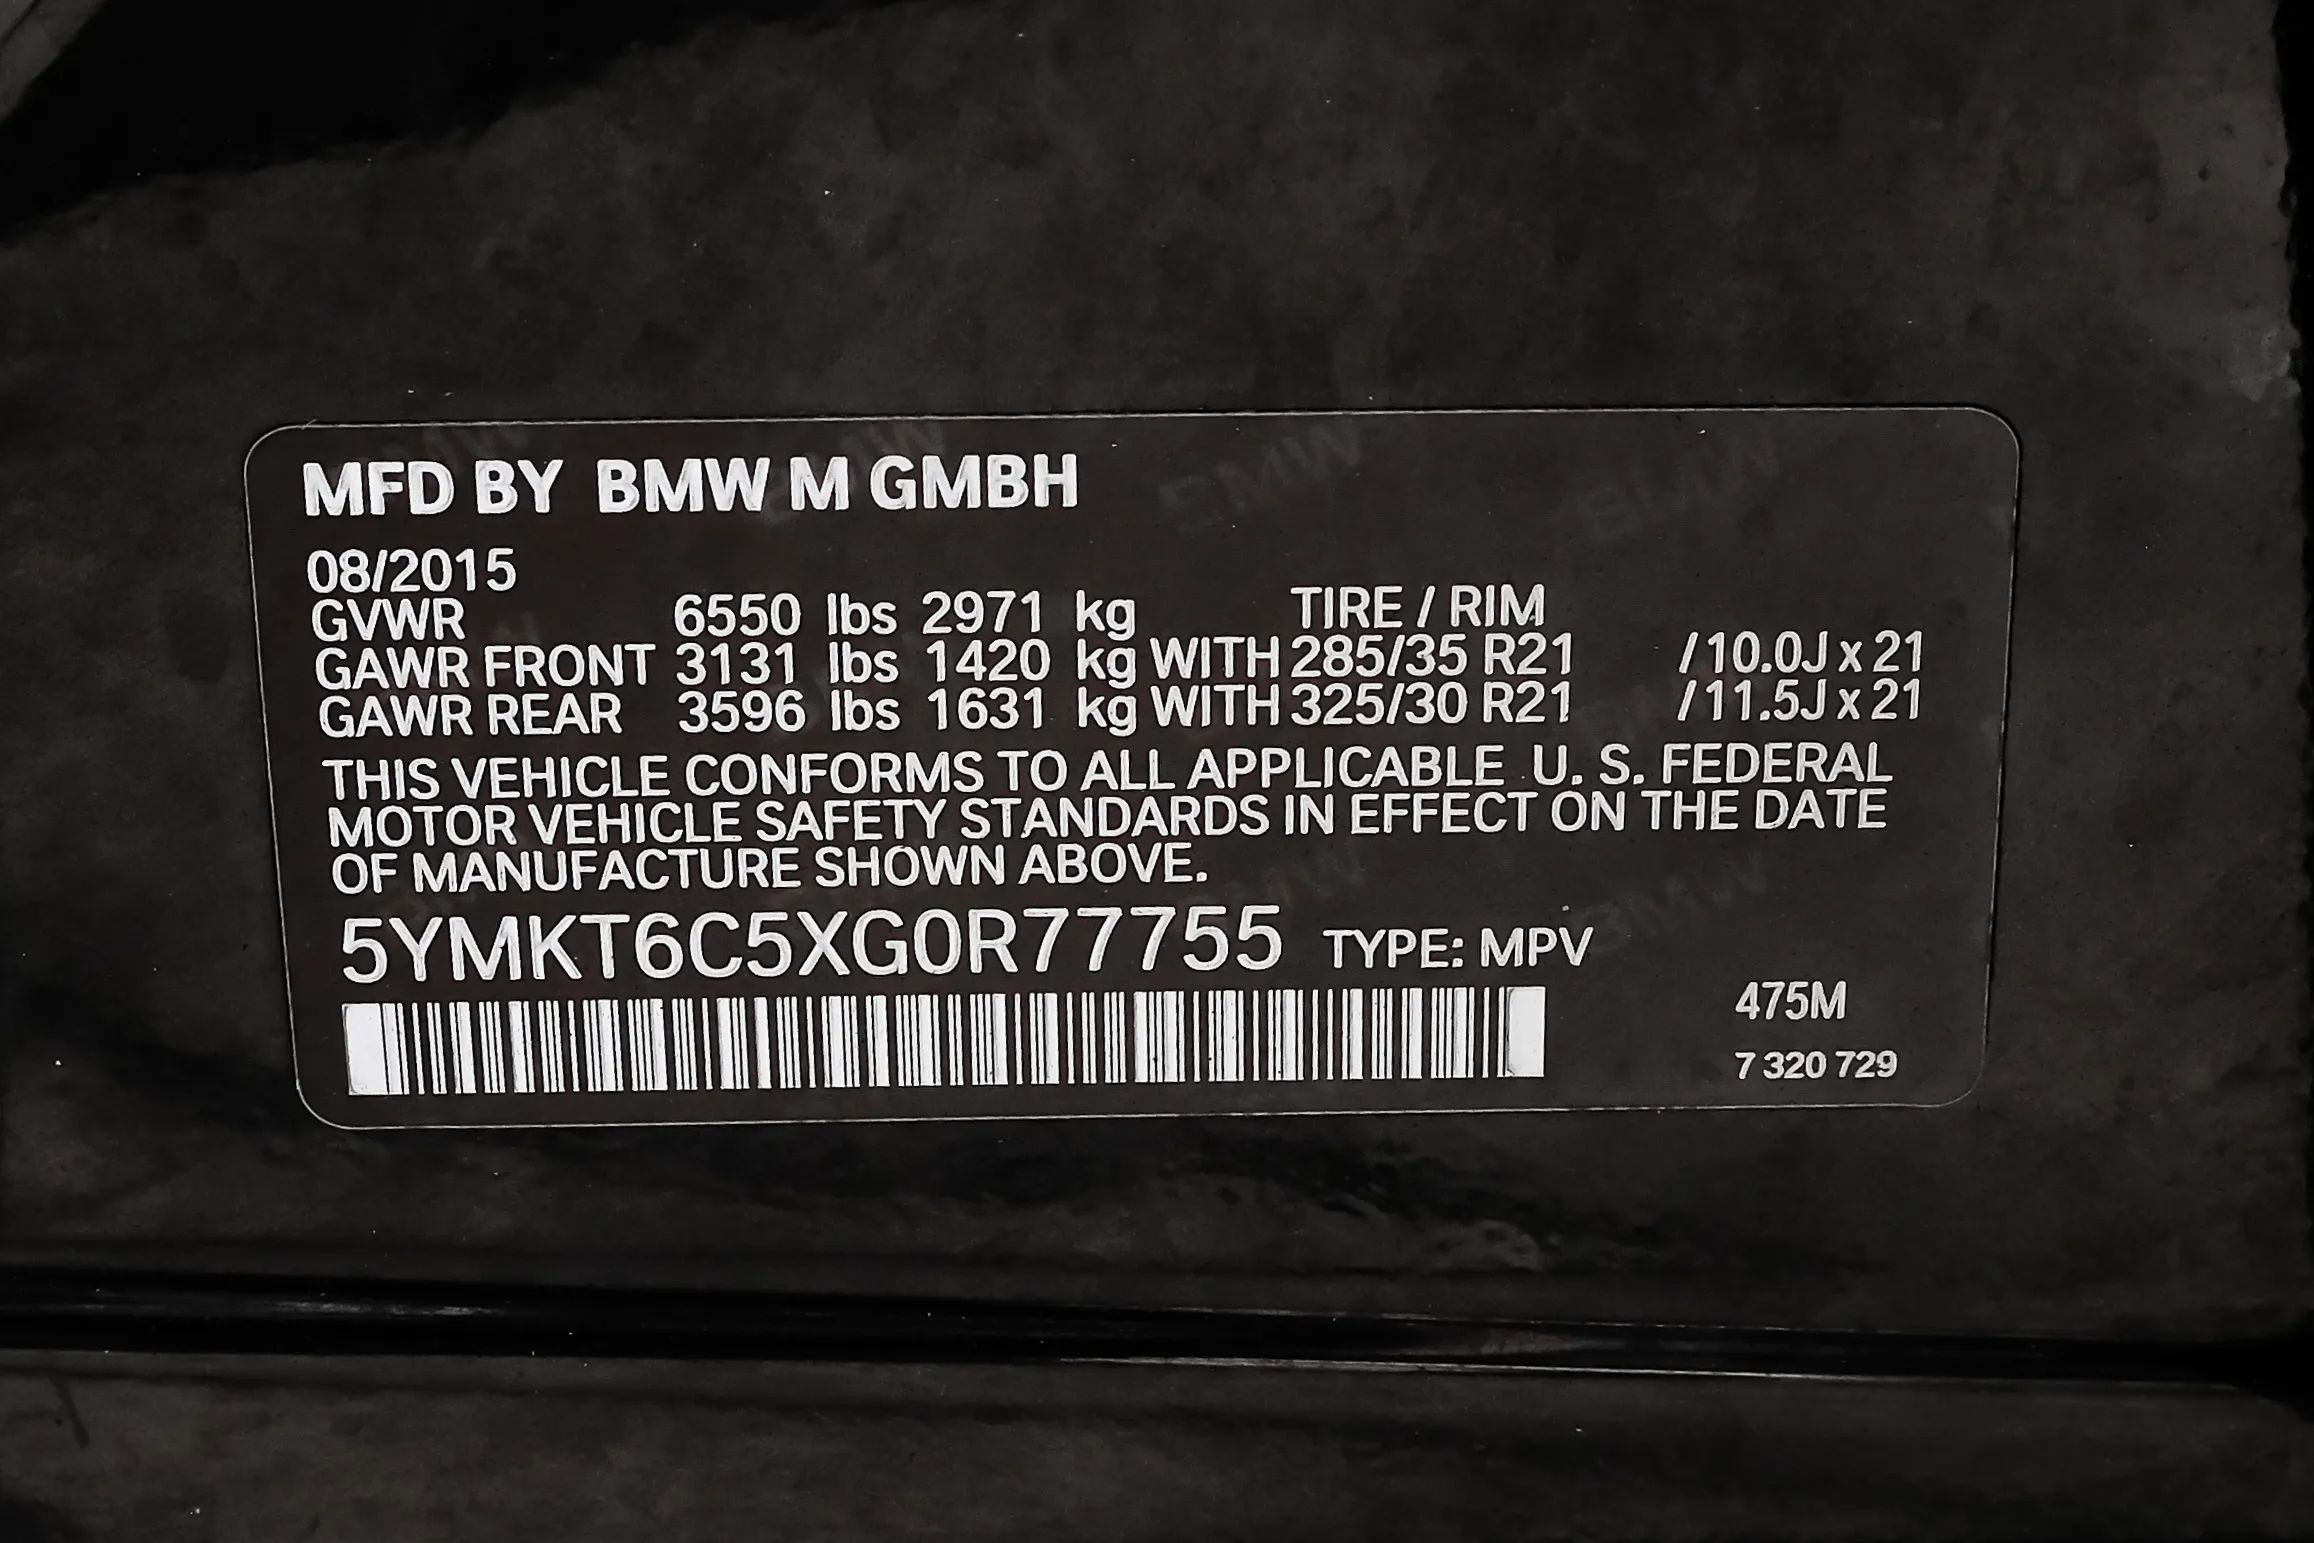 MFD BY BMW M GMBH
08/2015
GVWR 6550 lbs 2971 kg TIRE / RIM
GAWR FRONT 3131 lbs 1420 kg WITH 285/35 R21 / 10.0J x 21
GAWR REAR 3596 lbs 1631 kg WITH 325/30 R21 / 11.5J x 21
THIS VEHICLE CONFORMS TO ALL APPLICABLE U. S. FEDERAL
MOTOR VEHICLE SAFETY STANDARDS IN EFFECT ON THE DATE
OF MANUFACTURE SHOWN ABOVE.
5YMKT6C5XG0R77755 TYPE: MPV
475M
7 320 729